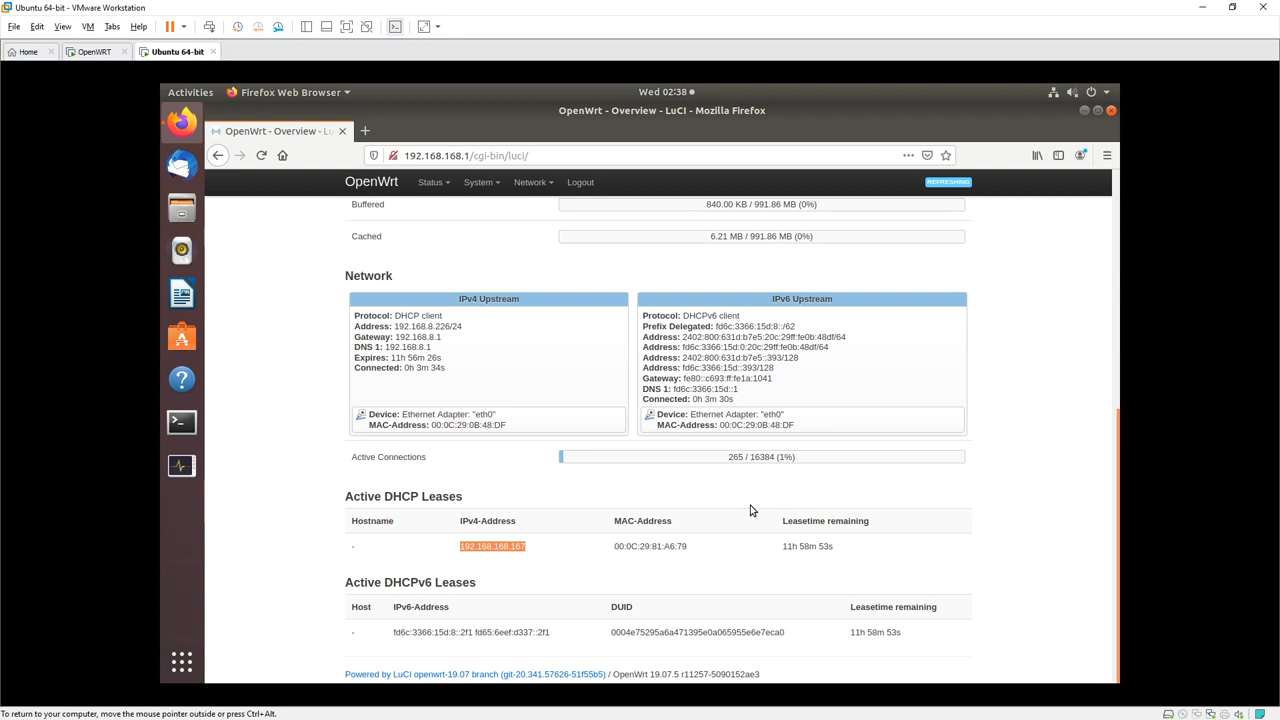 Ubuntu 64-bit - VMware Workstation
File Edit View VM Tabs Help
Home OpenWRT Ubuntu 64-bit
Activities Firefox Web Browser Wed 02:38
OpenWrt - Overview - LuCI - Mozilla Firefox
OpenWrt - Overview - Lu
192.168.168.1/cgi-bin/luci/
OpenWrt Status System Network Logout REFRESHING
Buffered 840.00 KB / 991.86 MB (0%)
Cached 6.21 MB / 991.86 MB (0%)
Network
IPv4 Upstream
Protocol: DHCP client
Address: 192.168.8.226/24
Gateway: 192.168.8.1
DNS 1: 192.168.8.1
Expires: 11h 56m 26s
Connected: 0h 3m 34s
Device: Ethernet Adapter: "eth0"
MAC-Address: 00:0C:29:0B:48:DF
IPv6 Upstream
Protocol: DHCPv6 client
Prefix Delegated: fd6c:3366:15d:8::/62
Address: 2402:800:631d:b7e5:20c:29ff:fe0b:48df/64
Address: fd6c:3366:15d:0:20c:29ff:fe0b:48df/64
Address: 2402:800:631d:b7e5::393/128
Address: fd6c:3366:15d::393/128
Gateway: fe80::c693:ff:fe1a:1041
DNS 1: fd6c:3366:15d::1
Connected: 0h 3m 30s
Device: Ethernet Adapter: "eth0"
MAC-Address: 00:0C:29:0B:48:DF
Active Connections 265 / 16384 (1%)
Active DHCP Leases
Hostname IPv4-Address MAC-Address Leasetime remaining
- 192.168.168.167 00:0C:29:81:A6:79 11h 58m 53s
Active DHCPv6 Leases
Host IPv6-Address DUID Leasetime remaining
- fd6c:3366:15d:8::2f1 fd65:6eef:d337::2f1 0004e75295a6a471395e0a065955e6e7eca0 11h 58m 53s
Powered by LuCI openwrt-19.07 branch (git-20.341.57626-51f55b5) / OpenWrt 19.07.5 r11257-5090152ae3
To return to your computer, move the mouse pointer outside or press Ctrl+Alt.